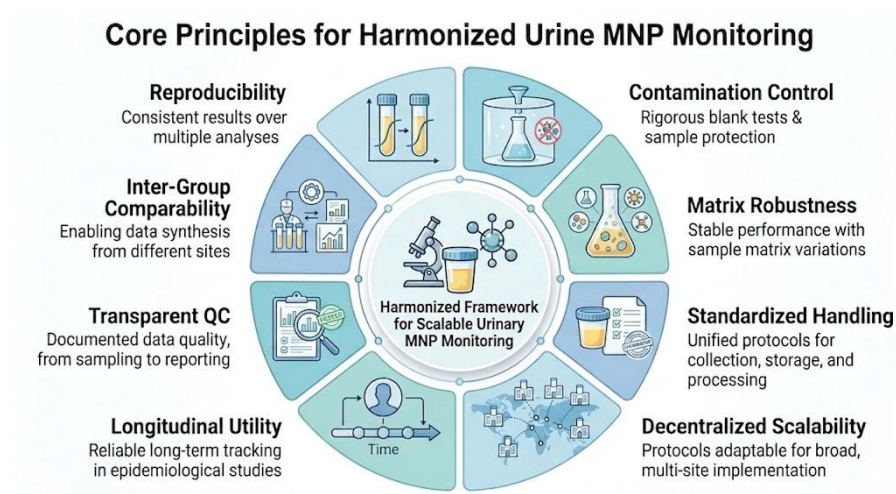 Core Principles for Harmonized Urine MNP Monitoring
Reproducibility
Consistent results over
multiple analyses
Contamination Control
Rigorous blank tests &
sample protection
Inter-Group
Comparability
Enabling data synthesis
from different sites
Matrix Robustness
Stable performance with
sample matrix variations
Transparent QC
Documented data quality,
from sampling to reporting
Harmonized Framework
for Scalable Urinary
MNP Monitoring
Standardized Handling
Unified protocols for
collection, storage, and
processing
Longitudinal Utility
Reliable long-term tracking
in epidemiological studies
Time
Decentralized Scalability
Protocols adaptable for broad,
multi-site implementation